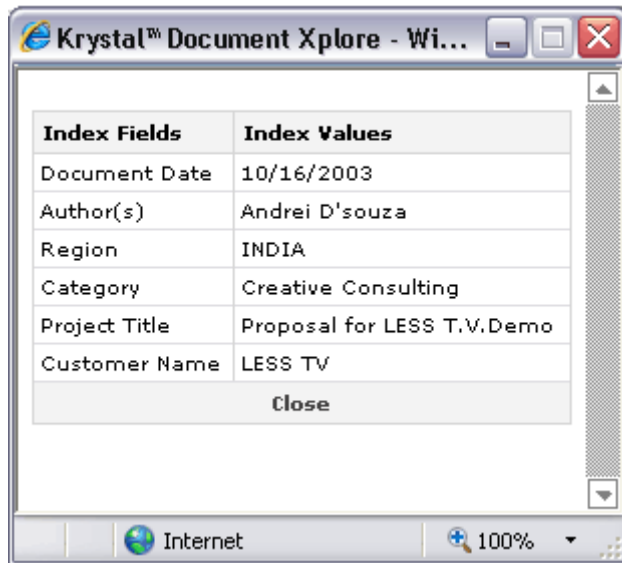 Krystal™ Document Xplore - Wi...
Index Fields Index Values
Document Date 10/16/2003
Author(s) Andrei D'souza
Region INDIA
Category Creative Consulting
Project Title Proposal for LESS T.V.Demo
Customer Name LESS TV
Close
Internet 100%